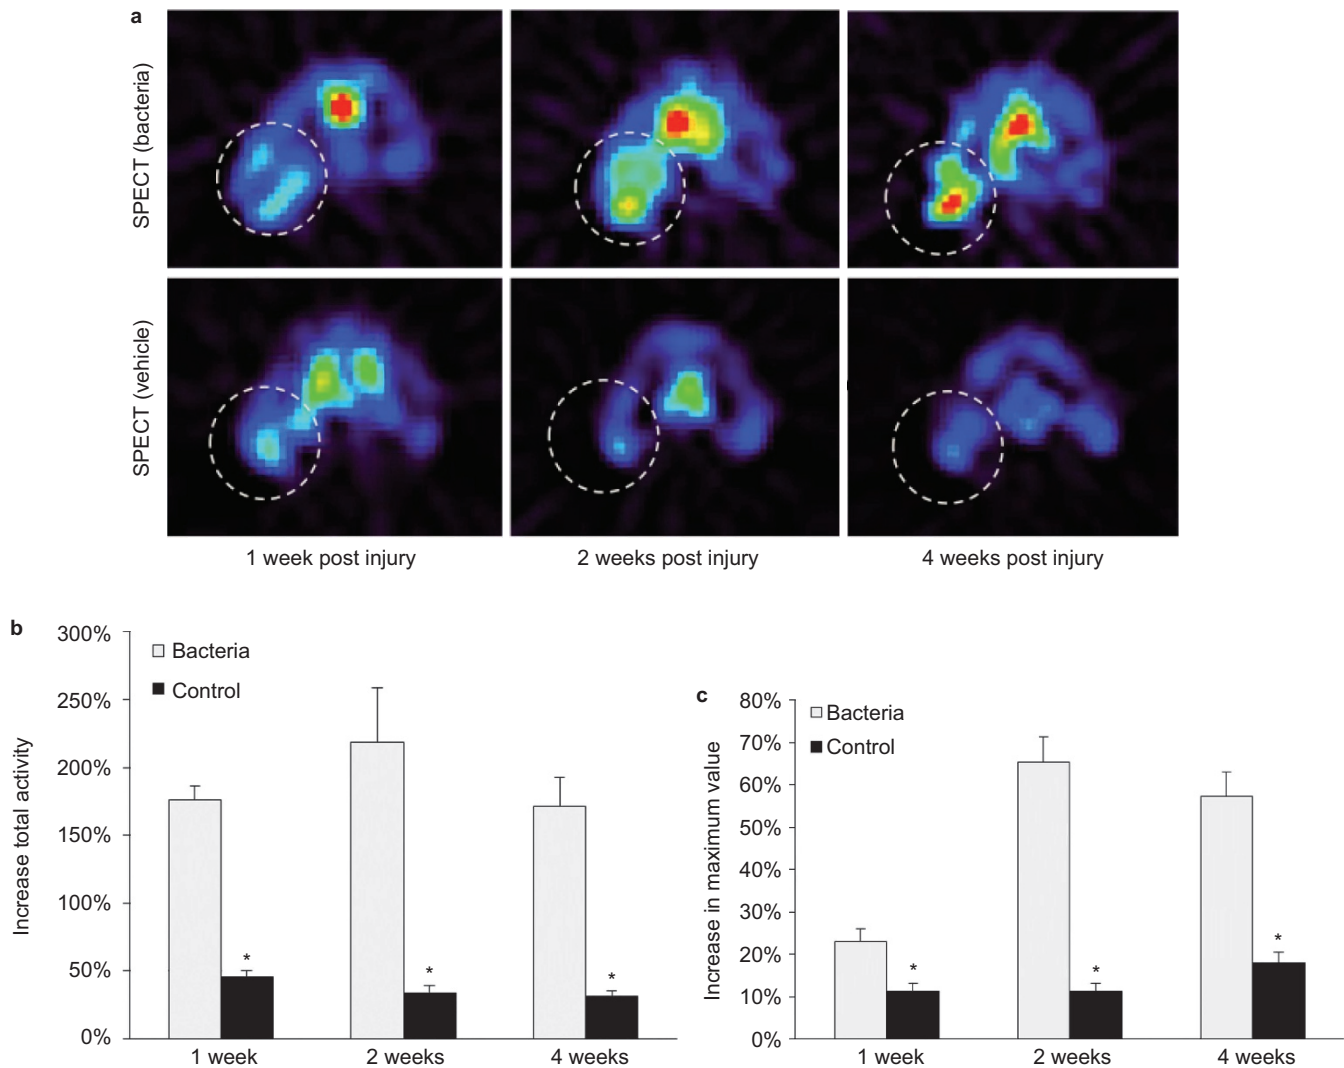 a
SPECT (bacteria)
SPECT (vehicle)
1 week post injury
2 weeks post injury
4 weeks post injury
b
300%
250%
200%
150%
100%
50%
0%
Increase total activity
Bacteria
Control
*
*
*
1 week
2 weeks
4 weeks
c
80%
70%
60%
50%
40%
30%
20%
10%
0%
Increase in maximum value
Bacteria
Control
*
*
*
1 week
2 weeks
4 weeks